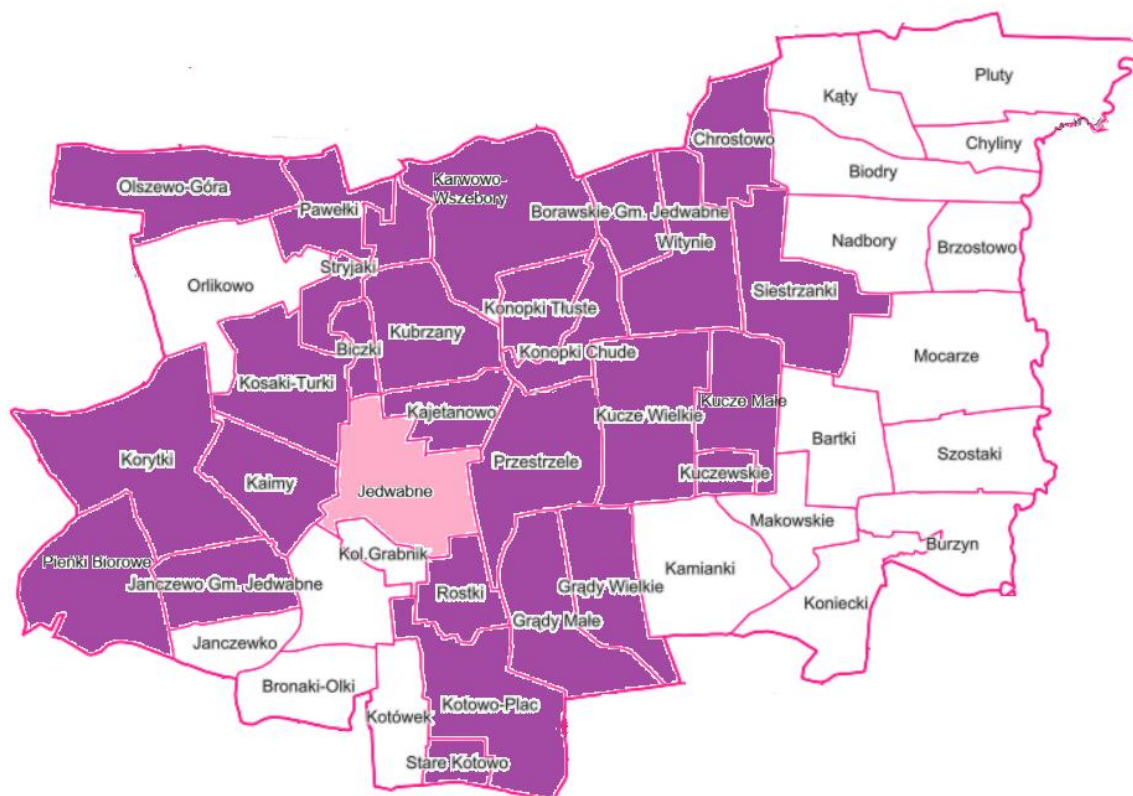 Pluty
Kąty
Chyliny
Chrostowo
Biodry
Karwowo-
Wszebory
Olszewo-Góra
Pawełki
Borawskie Gm. Jedwabne
Witynie
Nadbory
Brzostowo
Stryjaki
Orlikowo
Siestrzanki
Konopki Tłuste
Kubrzany
Biczki
Konopki Chude
Mocarze
Kosaki-Turki
Kajetanowo
Kucze Wielkie
Kucze Małe
Bartki
Szostaki
Korytki
Kaimy
Przestrzele
Kuczewskie
Jedwabne
Makowskie
Kol.Grabnik
Burzyn
Pieńki Biorowe
Janczewo Gm. Jedwabne
Rostki
Grądy Wielkie
Kamianki
Koniecki
Grądy Małe
Janczewko
Bronaki-Olki
Kotówek
Kotowo-Plac
Stare Kotowo